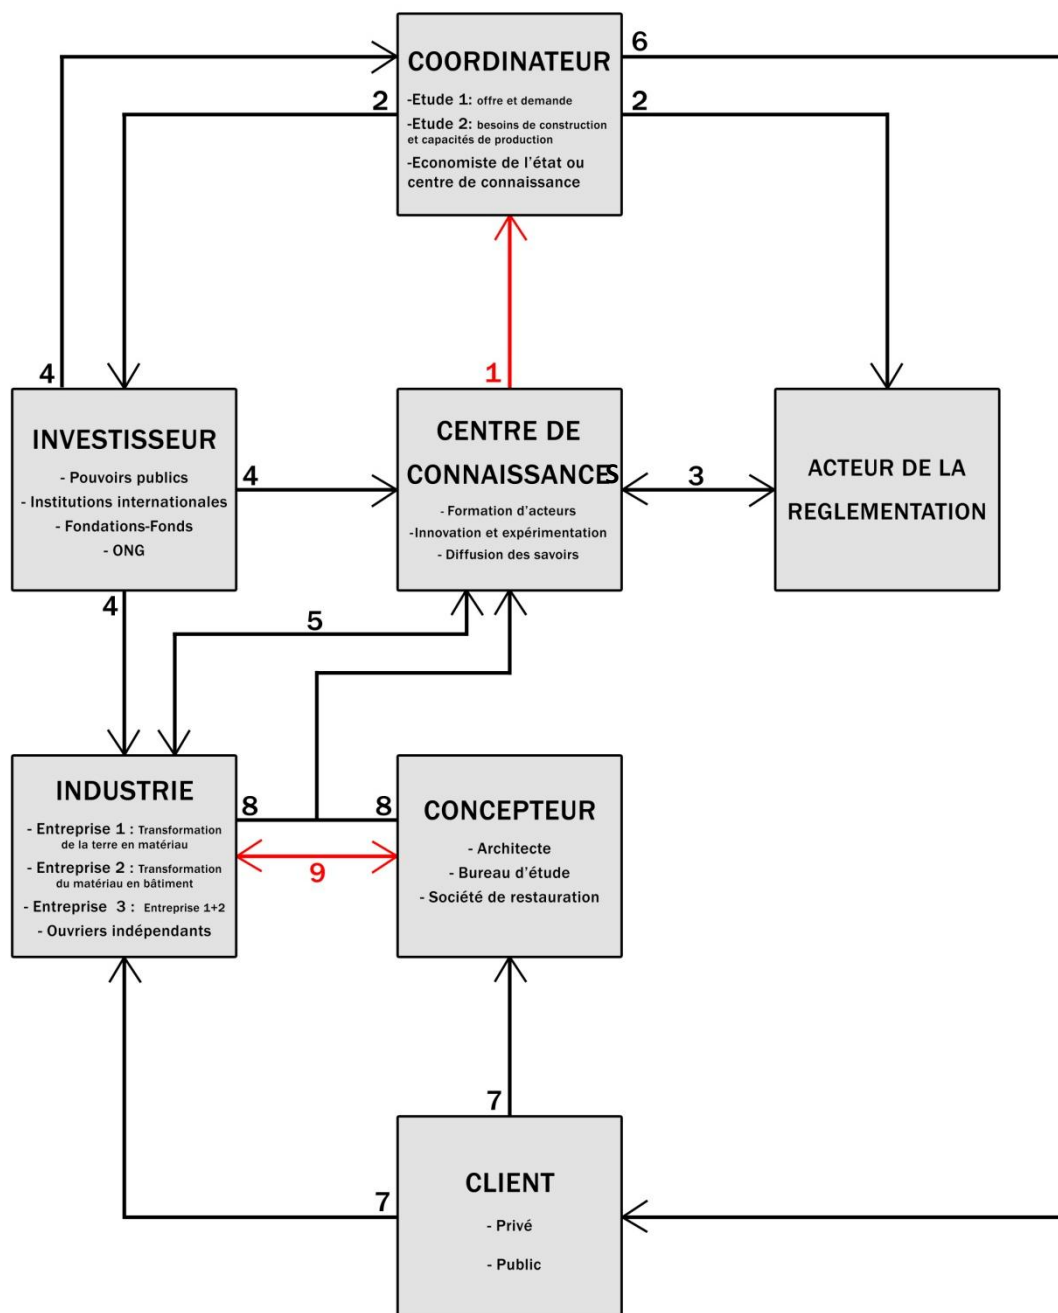 6
COORDINATEUR
2
-Etude 1: offre et demande
2
-Etude 2: besoins de construction
et capacités de production
-Economiste de l'état ou
centre de connaissance
4
1
INVESTISSEUR
- Pouvoirs publics
- Institutions internationales
- Fondations-Fonds
- ONG
4
CENTRE DE
CONNAISSANCES
- Formation d'acteurs
-Innovation et expérimentation
- Diffusion des savoirs
3
ACTEUR DE LA
REGLEMENTATION
4
5
INDUSTRIE
- Entreprise 1 : Transformation
de la terre en matériau
- Entreprise 2 : Transformation
du matériau en bâtiment
- Entreprise 3 : Entreprise 1+2
- Ouvriers indépendants
8
8
9
CONCEPTEUR
- Architecte
- Bureau d'étude
- Société de restauration
7
7
CLIENT
- Privé
- Public